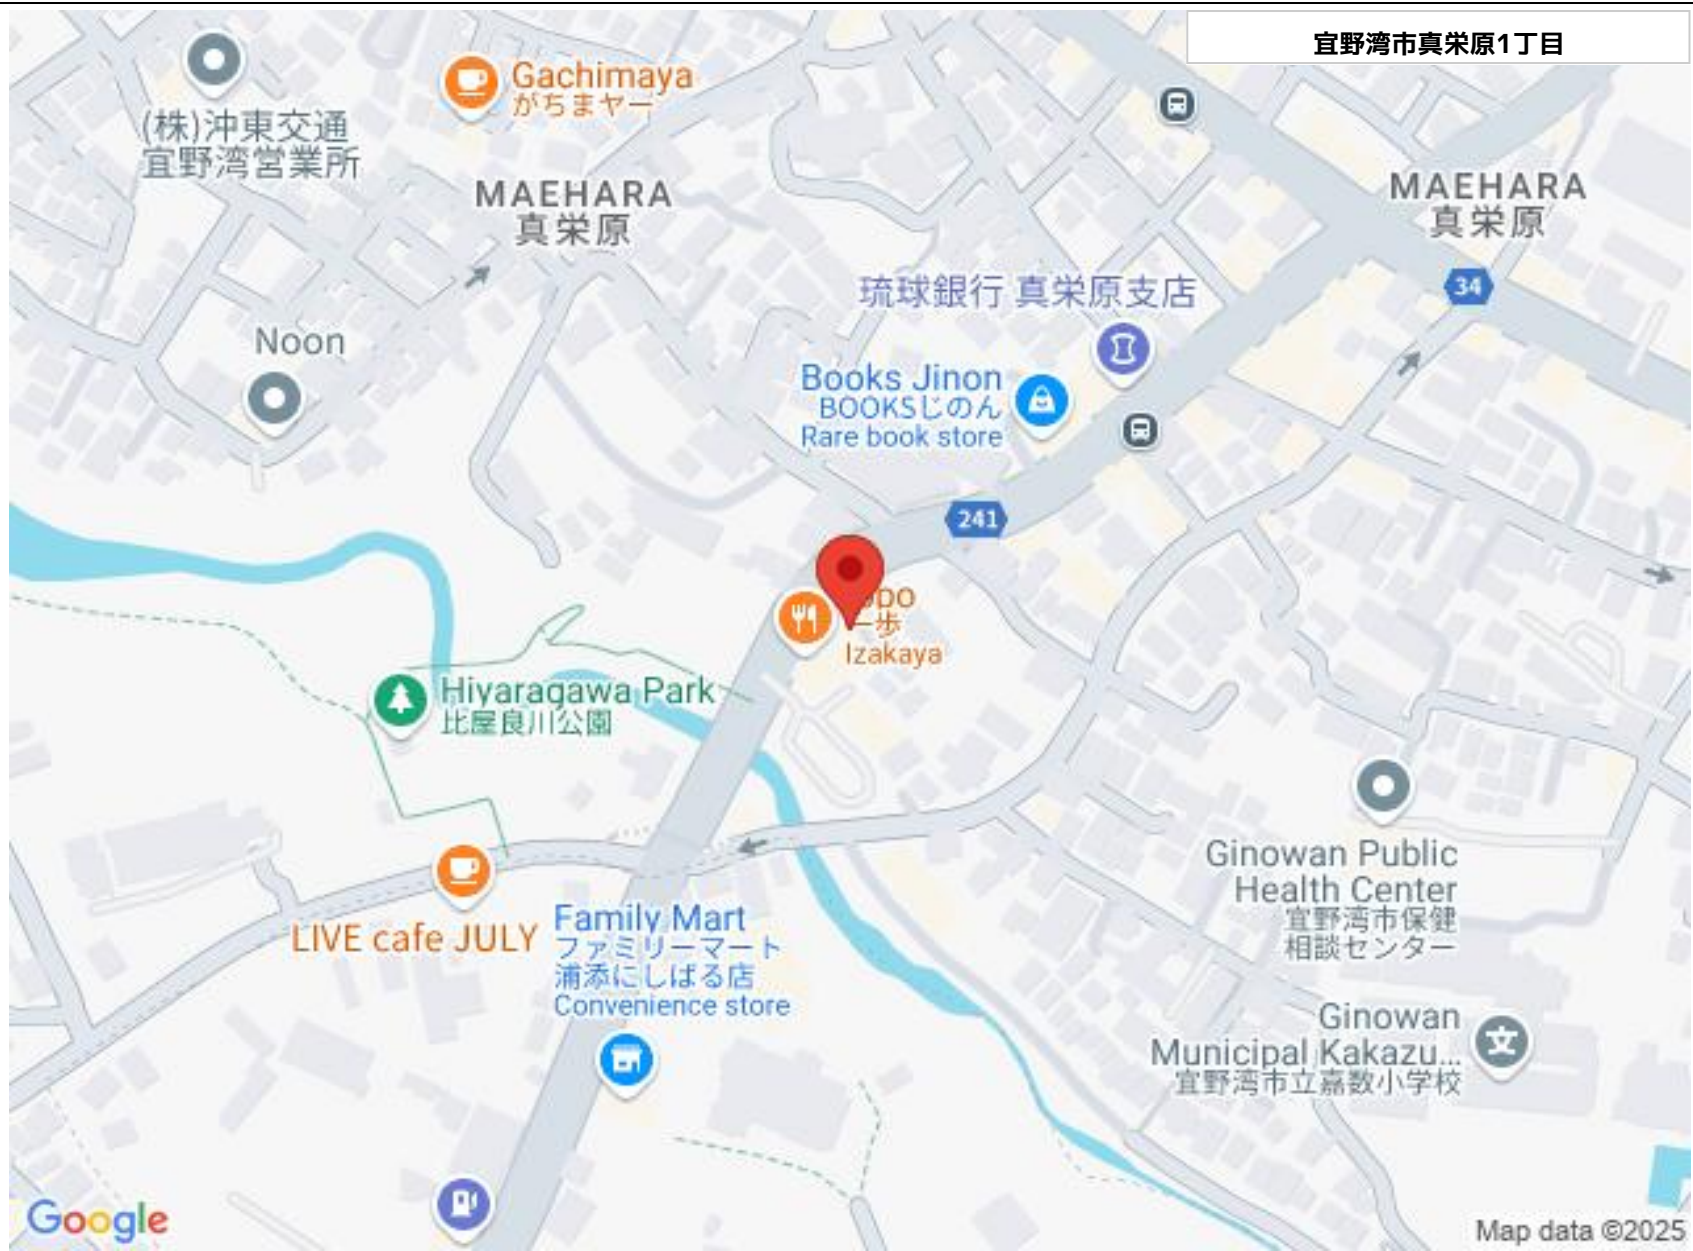 宜野湾市真栄原1丁目
Gachimaya
がちまヤー
(株)沖東交通
宜野湾営業所
MAEHARA
真栄原
MAEHARA
真栄原
34
琉球銀行 真栄原支店
Noon
Books Jinon
BOOKSじのん
Rare book store
241
一歩
Izakaya
Hiyaragawa Park
比屋良川公園
Ginowan Public
Health Center
宜野湾市保健
相談センター
LIVE cafe JULY
Family Mart
ファミリーマート
浦添にしばる店
Convenience store
Ginowan
Municipal Kakazu...
宜野湾市立嘉数小学校
文
Google
Map data ©2025